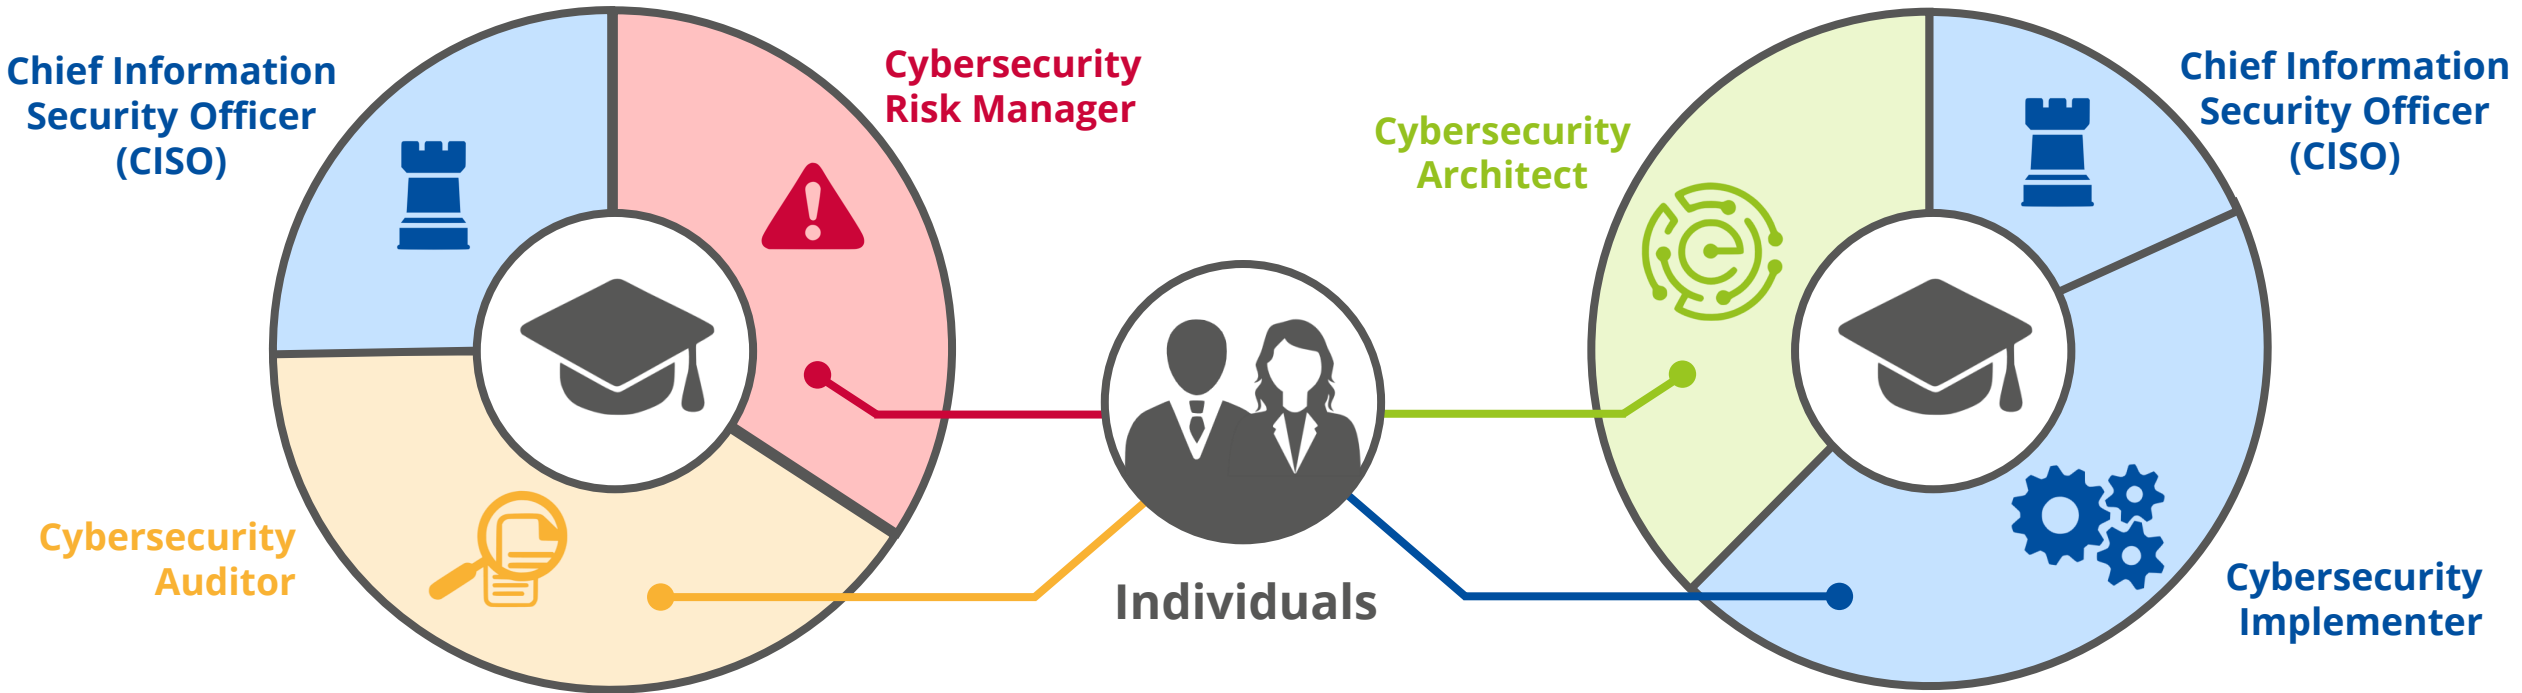 Chief Information
Security Officer
(CISO)
Cybersecurity
Risk Manager
Cybersecurity
Auditor
Individuals
Cybersecurity
Architect
Chief Information
Security Officer
(CISO)
Cybersecurity
Implementer